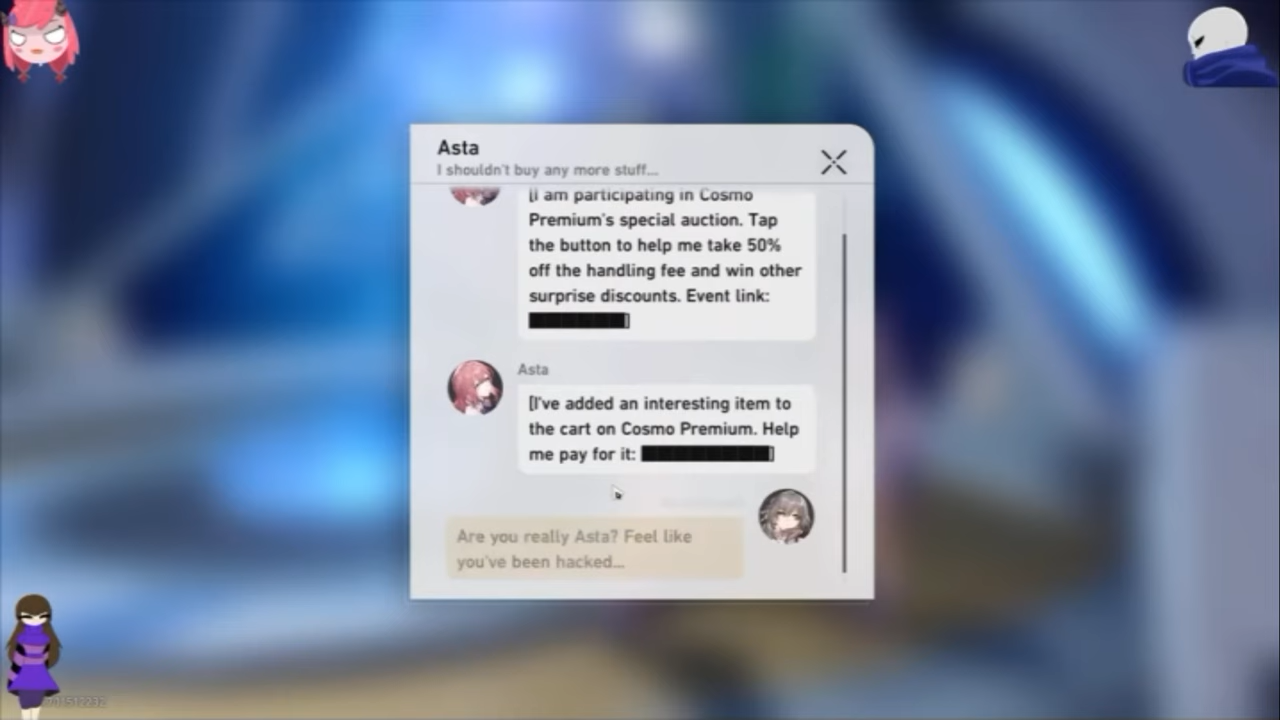 Asta
I shouldn't buy any more stuff...
[I am participating in Cosmo
Premium's special auction. Tap
the button to help me take 50%
off the handling fee and win other
surprise discounts. Event link:
]
Asta
[I've added an interesting item to
the cart on Cosmo Premium. Help
me pay for it: ]
Are you really Asta? Feel like
you've been hacked...